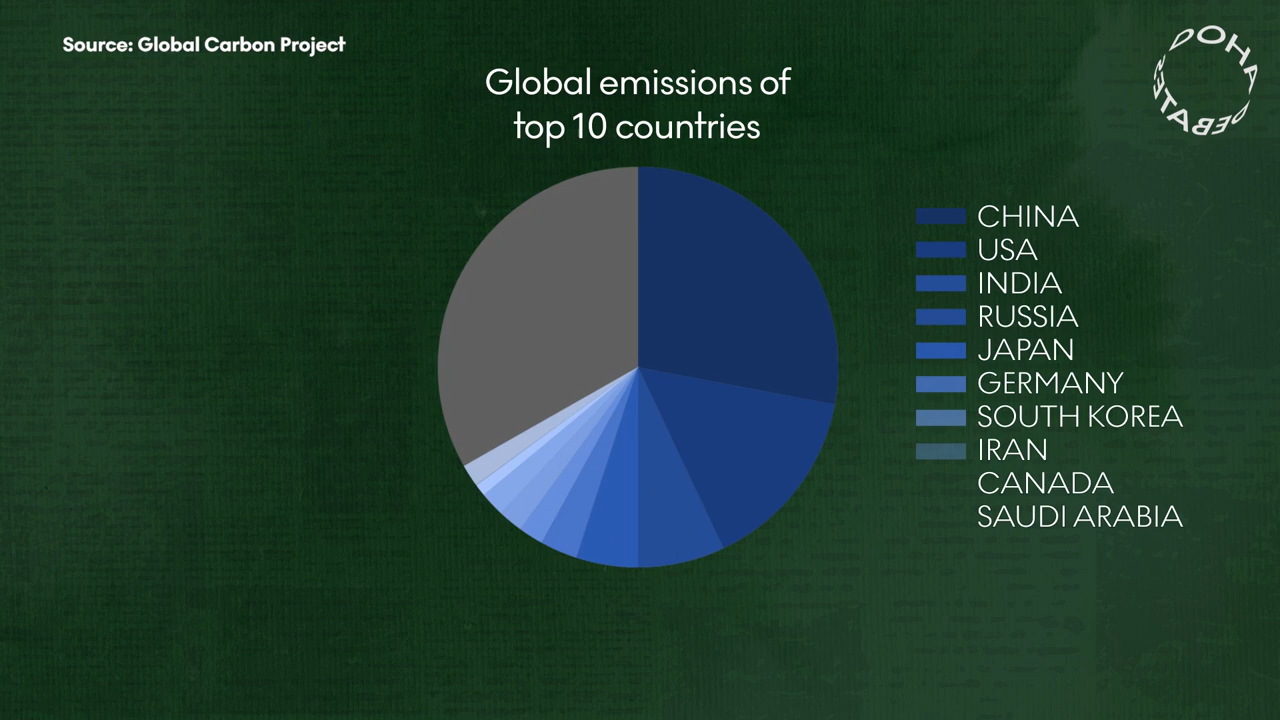 Source: Global Carbon Project
DOHA DEBATES
Global emissions of
top 10 countries
CHINA
USA
INDIA
RUSSIA
JAPAN
GERMANY
SOUTH KOREA
IRAN
CANADA
SAUDI ARABIA